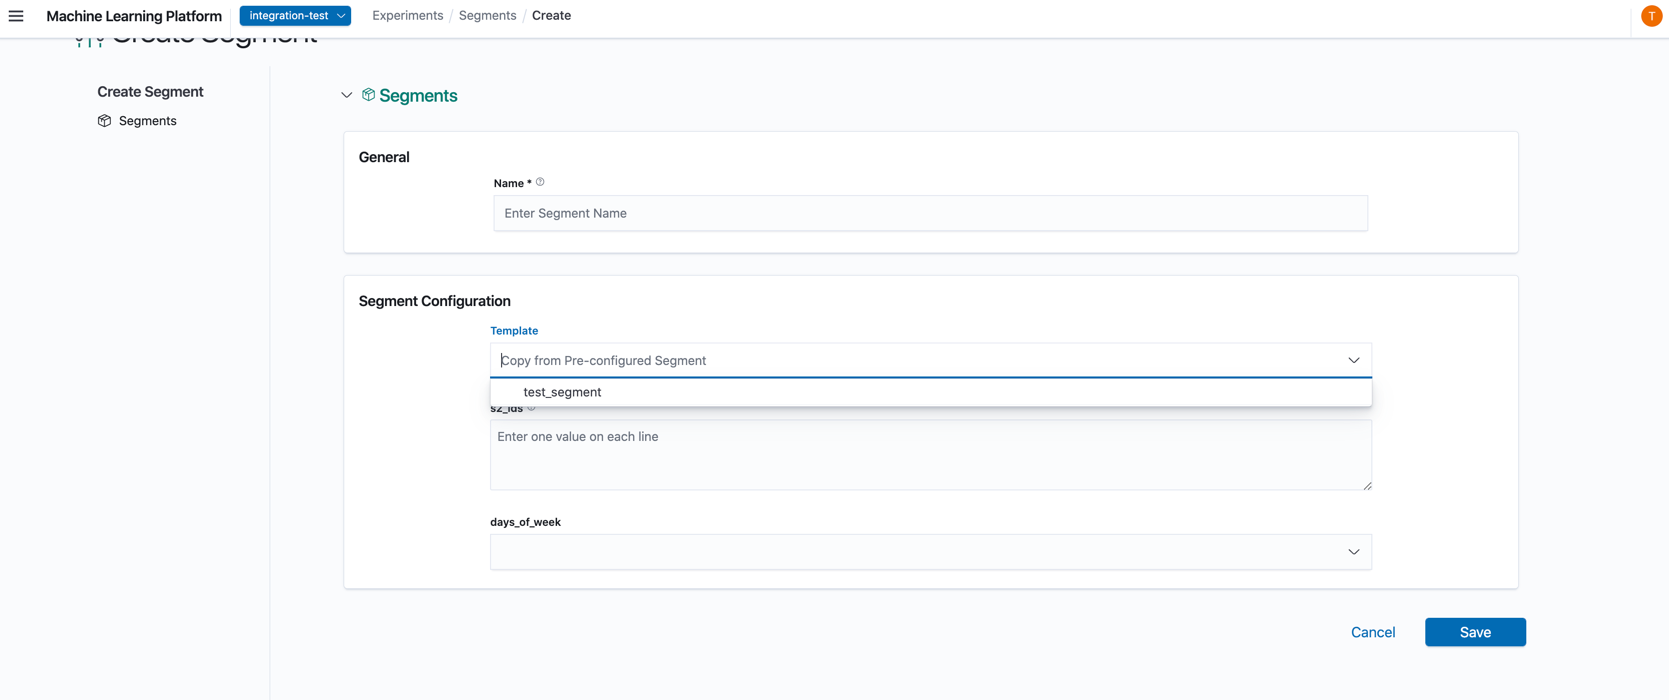 Machine Learning Platform
integration-test
Experiments / Segments / Create
T
Create Segment
Create Segment
Segments
Segments
General
Name *
Enter Segment Name
Segment Configuration
Template
Copy from Pre-configured Segment
test_segment
s2_ids
Enter one value on each line
days_of_week
Cancel
Save